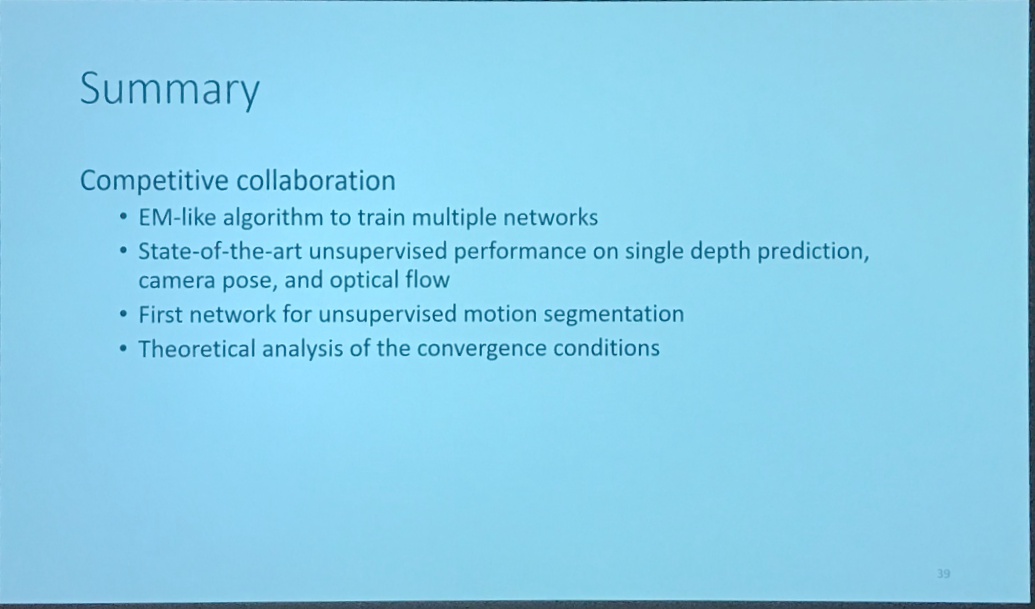 Summary
Competitive collaboration
• EM-like algorithm to train multiple networks
• State-of-the-art unsupervised performance on single depth prediction,
camera pose, and optical flow
• First network for unsupervised motion segmentation
• Theoretical analysis of the convergence conditions
39